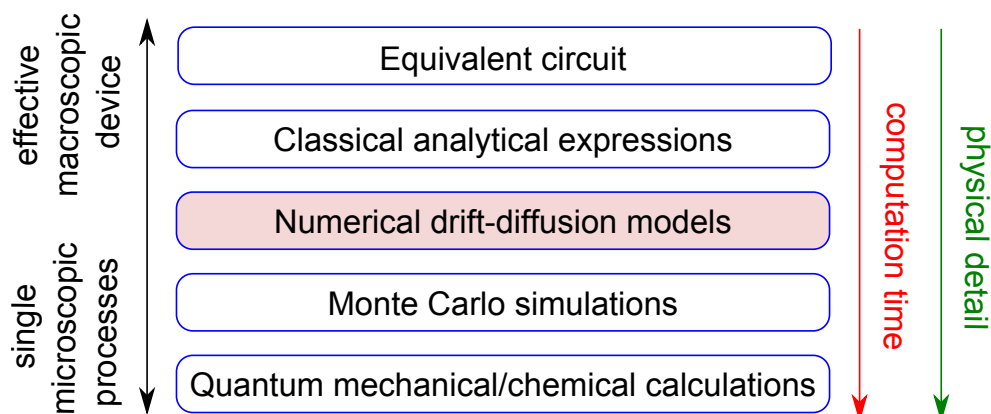 effective
macroscopic
device
single
microscopic
processes
Equivalent circuit
Classical analytical expressions
Numerical drift-diffusion models
Monte Carlo simulations
Quantum mechanical/chemical calculations
computation time
physical detail